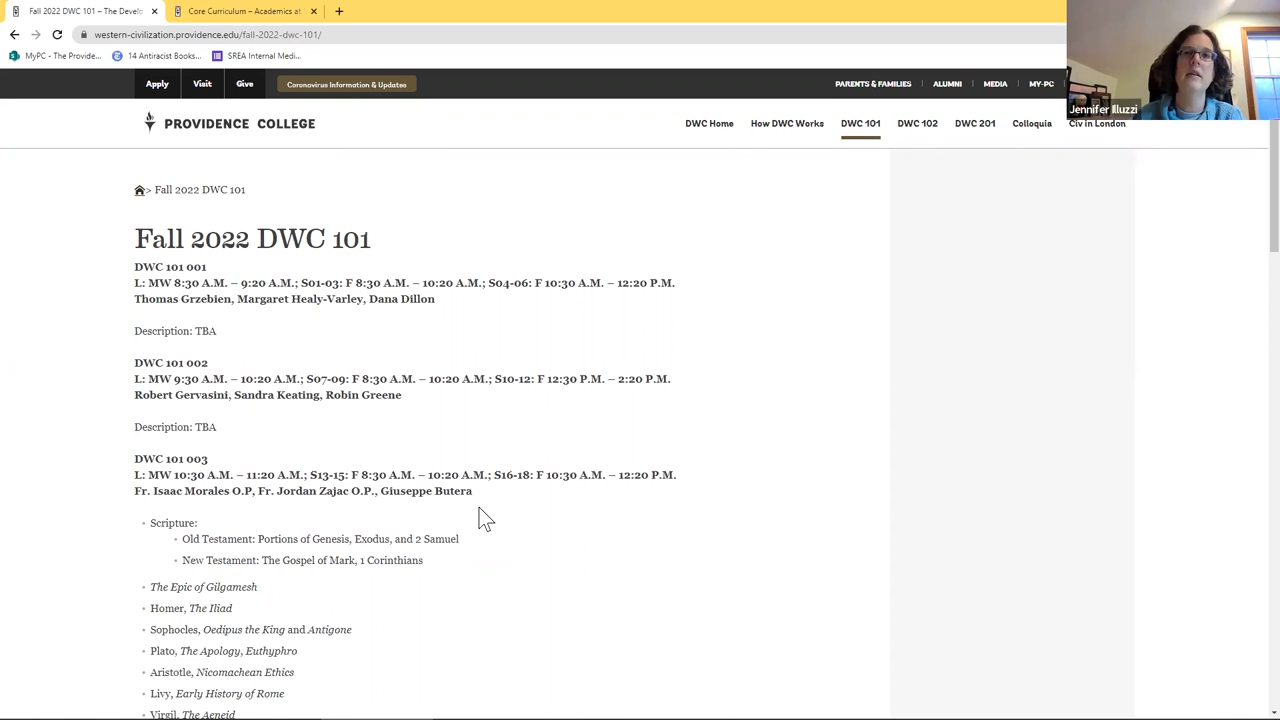 Fall 2022 DWC 101 – The Develo
Core Curriculum – Academics at
western-civilization.providence.edu/fall-2022-dwc-101/
MyPC - The Provide...
14 Antiracist Books...
SREA Internal Medi...
Apply
Visit
Give
Coronavirus Information & Updates
PARENTS & FAMILIES
ALUMNI
MEDIA
MY-PC
Jennifer Illuzzi
PROVIDENCE COLLEGE
DWC Home
How DWC Works
DWC 101
DWC 102
DWC 201
Colloquia
Civ in London
> Fall 2022 DWC 101
Fall 2022 DWC 101
DWC 101 001
L: MW 8:30 A.M. – 9:20 A.M.; S01-03: F 8:30 A.M. – 10:20 A.M.; S04-06: F 10:30 A.M. – 12:20 P.M.
Thomas Grzebien, Margaret Healy-Varley, Dana Dillon
Description: TBA
DWC 101 002
L: MW 9:30 A.M. – 10:20 A.M.; S07-09: F 8:30 A.M. – 10:20 A.M.; S10-12: F 12:30 P.M. – 2:20 P.M.
Robert Gervasini, Sandra Keating, Robin Greene
Description: TBA
DWC 101 003
L: MW 10:30 A.M. – 11:20 A.M.; S13-15: F 8:30 A.M. – 10:20 A.M.; S16-18: F 10:30 A.M. – 12:20 P.M.
Fr. Isaac Morales O.P, Fr. Jordan Zajac O.P., Giuseppe Butera
Scripture:
Old Testament: Portions of Genesis, Exodus, and 2 Samuel
New Testament: The Gospel of Mark, 1 Corinthians
The Epic of Gilgamesh
Homer, The Iliad
Sophocles, Oedipus the King and Antigone
Plato, The Apology, Euthyphro
Aristotle, Nicomachean Ethics
Livy, Early History of Rome
Virgil, The Aeneid